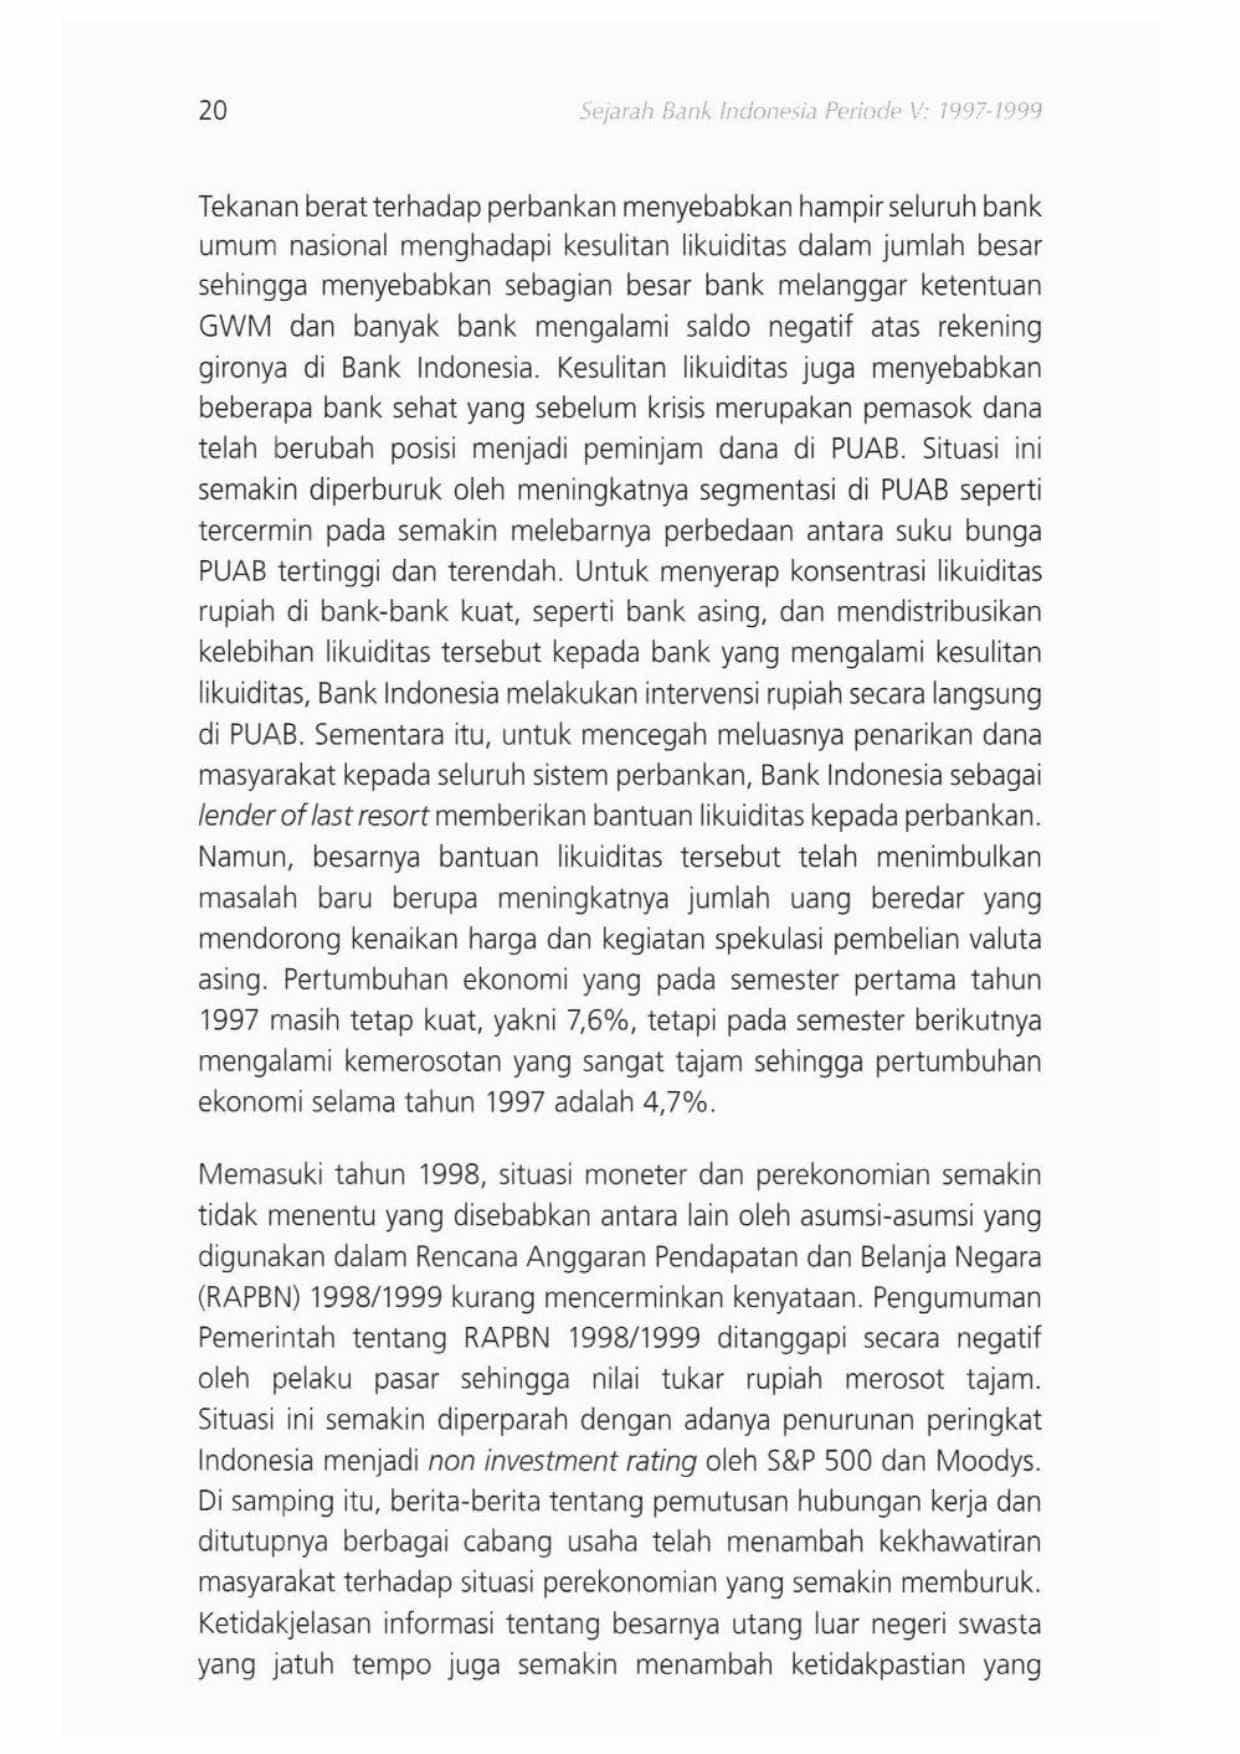 20
Sejarah Bank Indonesia Periode V: 1997-1999
Tekanan berat terhadap perbankan menyebabkan hampir seluruh bank
umum nasional menghadapi kesulitan likuiditas dalam jumlah besar
sehingga menyebabkan sebagian besar bank melanggar ketentuan
GWM dan banyak bank mengalami saldo negatif atas rekening
gironya di Bank Indonesia. Kesulitan likuiditas juga menyebabkan
beberapa bank sehat yang sebelum krisis merupakan pemasok dana
telah berubah posisi menjadi peminjam dana di PUAB. Situasi ini
semakin diperburuk oleh meningkatnya segmentasi di PUAB seperti
tercermin pada semakin melebarnya perbedaan antara suku bunga
PUAB tertinggi dan terendah. Untuk menyerap konsentrasi likuiditas
rupiah di bank-bank kuat, seperti bank asing, dan mendistribusikan
kelebihan likuiditas tersebut kepada bank yang mengalami kesulitan
likuiditas, Bank Indonesia melakukan intervensi rupiah secara langsung
di PUAB. Sementara itu, untuk mencegah meluasnya penarikan dana
masyarakat kepada seluruh sistem perbankan, Bank Indonesia sebagai
lender of last resort memberikan bantuan likuiditas kepada perbankan.
Namun, besarnya bantuan likuiditas tersebut telah menimbulkan
masalah baru berupa meningkatnya jumlah uang beredar yang
mendorong kenaikan harga dan kegiatan spekulasi pembelian valuta
asing. Pertumbuhan ekonomi yang pada semester pertama tahun
1997 masih tetap kuat, yakni 7,6%, tetapi pada semester berikutnya
mengalami kemerosotan yang sangat tajam sehingga pertumbuhan
ekonomi selama tahun 1997 adalah 4,7%.
Memasuki tahun 1998, situasi moneter dan perekonomian semakin
tidak menentu yang disebabkan antara lain oleh asumsi-asumsi yang
digunakan dalam Rencana Anggaran Pendapatan dan Belanja Negara
(RAPBN) 1998/1999 kurang mencerminkan kenyataan. Pengumuman
Pemerintah tentang RAPBN 1998/1999 ditanggapi secara negatif
oleh pelaku pasar sehingga nilai tukar rupiah merosot tajam.
Situasi ini semakin diperparah dengan adanya penurunan peringkat
Indonesia menjadi non investment rating oleh S&P 500 dan Moodys.
Di samping itu, berita-berita tentang pemutusan hubungan kerja dan
ditutupnya berbagai cabang usaha telah menambah kekhawatiran
masyarakat terhadap situasi perekonomian yang semakin memburuk.
Ketidakjelasan informasi tentang besarnya utang luar negeri swasta
yang jatuh tempo juga semakin menambah ketidakpastian yang